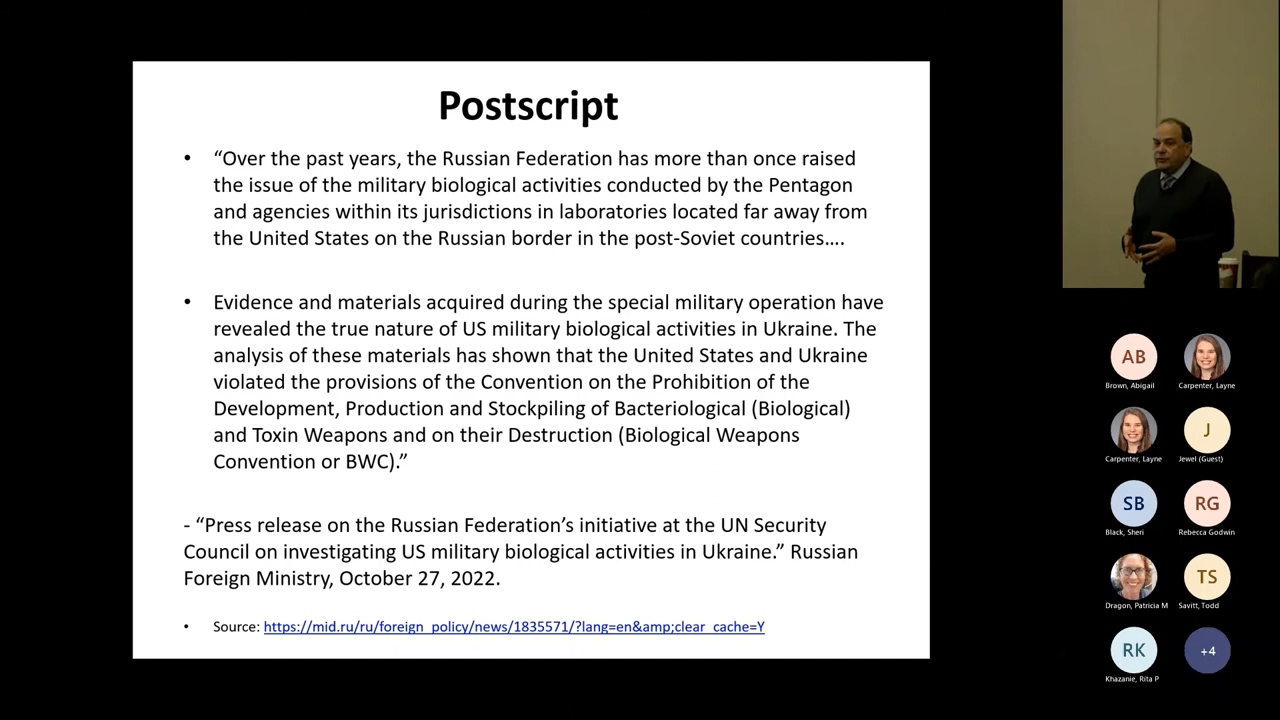 Postscript
• “Over the past years, the Russian Federation has more than once raised
the issue of the military biological activities conducted by the Pentagon
and agencies within its jurisdictions in laboratories located far away from
the United States on the Russian border in the post-Soviet countries….
• Evidence and materials acquired during the special military operation have
revealed the true nature of US military biological activities in Ukraine. The
analysis of these materials has shown that the United States and Ukraine
violated the provisions of the Convention on the Prohibition of the
Development, Production and Stockpiling of Bacteriological (Biological)
and Toxin Weapons and on their Destruction (Biological Weapons
Convention or BWC).”
- “Press release on the Russian Federation’s initiative at the UN Security
Council on investigating US military biological activities in Ukraine.” Russian
Foreign Ministry, October 27, 2022.
• Source: https://mid.ru/ru/foreign_policy/news/1835571/?lang=en&amp;clear_cache=Y
AB
Brown, Abigail
Carpenter, Layne
Carpenter, Layne
J
Jewel (Guest)
SB
Black, Sheri
RG
Rebecca Godwin
Dragon, Patricia M
TS
Savitt, Todd
RK
Khazanie, Rita P
+4